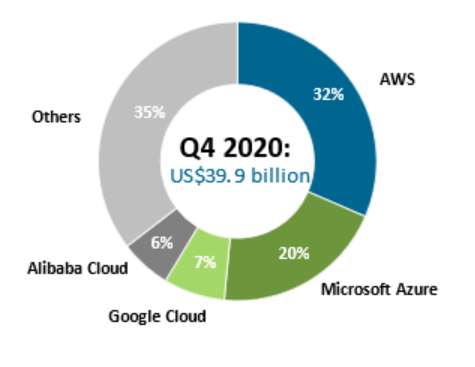 AWS
32%
Others
35%
Q4 2020:
US$39.9 billion
20%
6%
7%
Alibaba Cloud
Microsoft Azure
Google Cloud